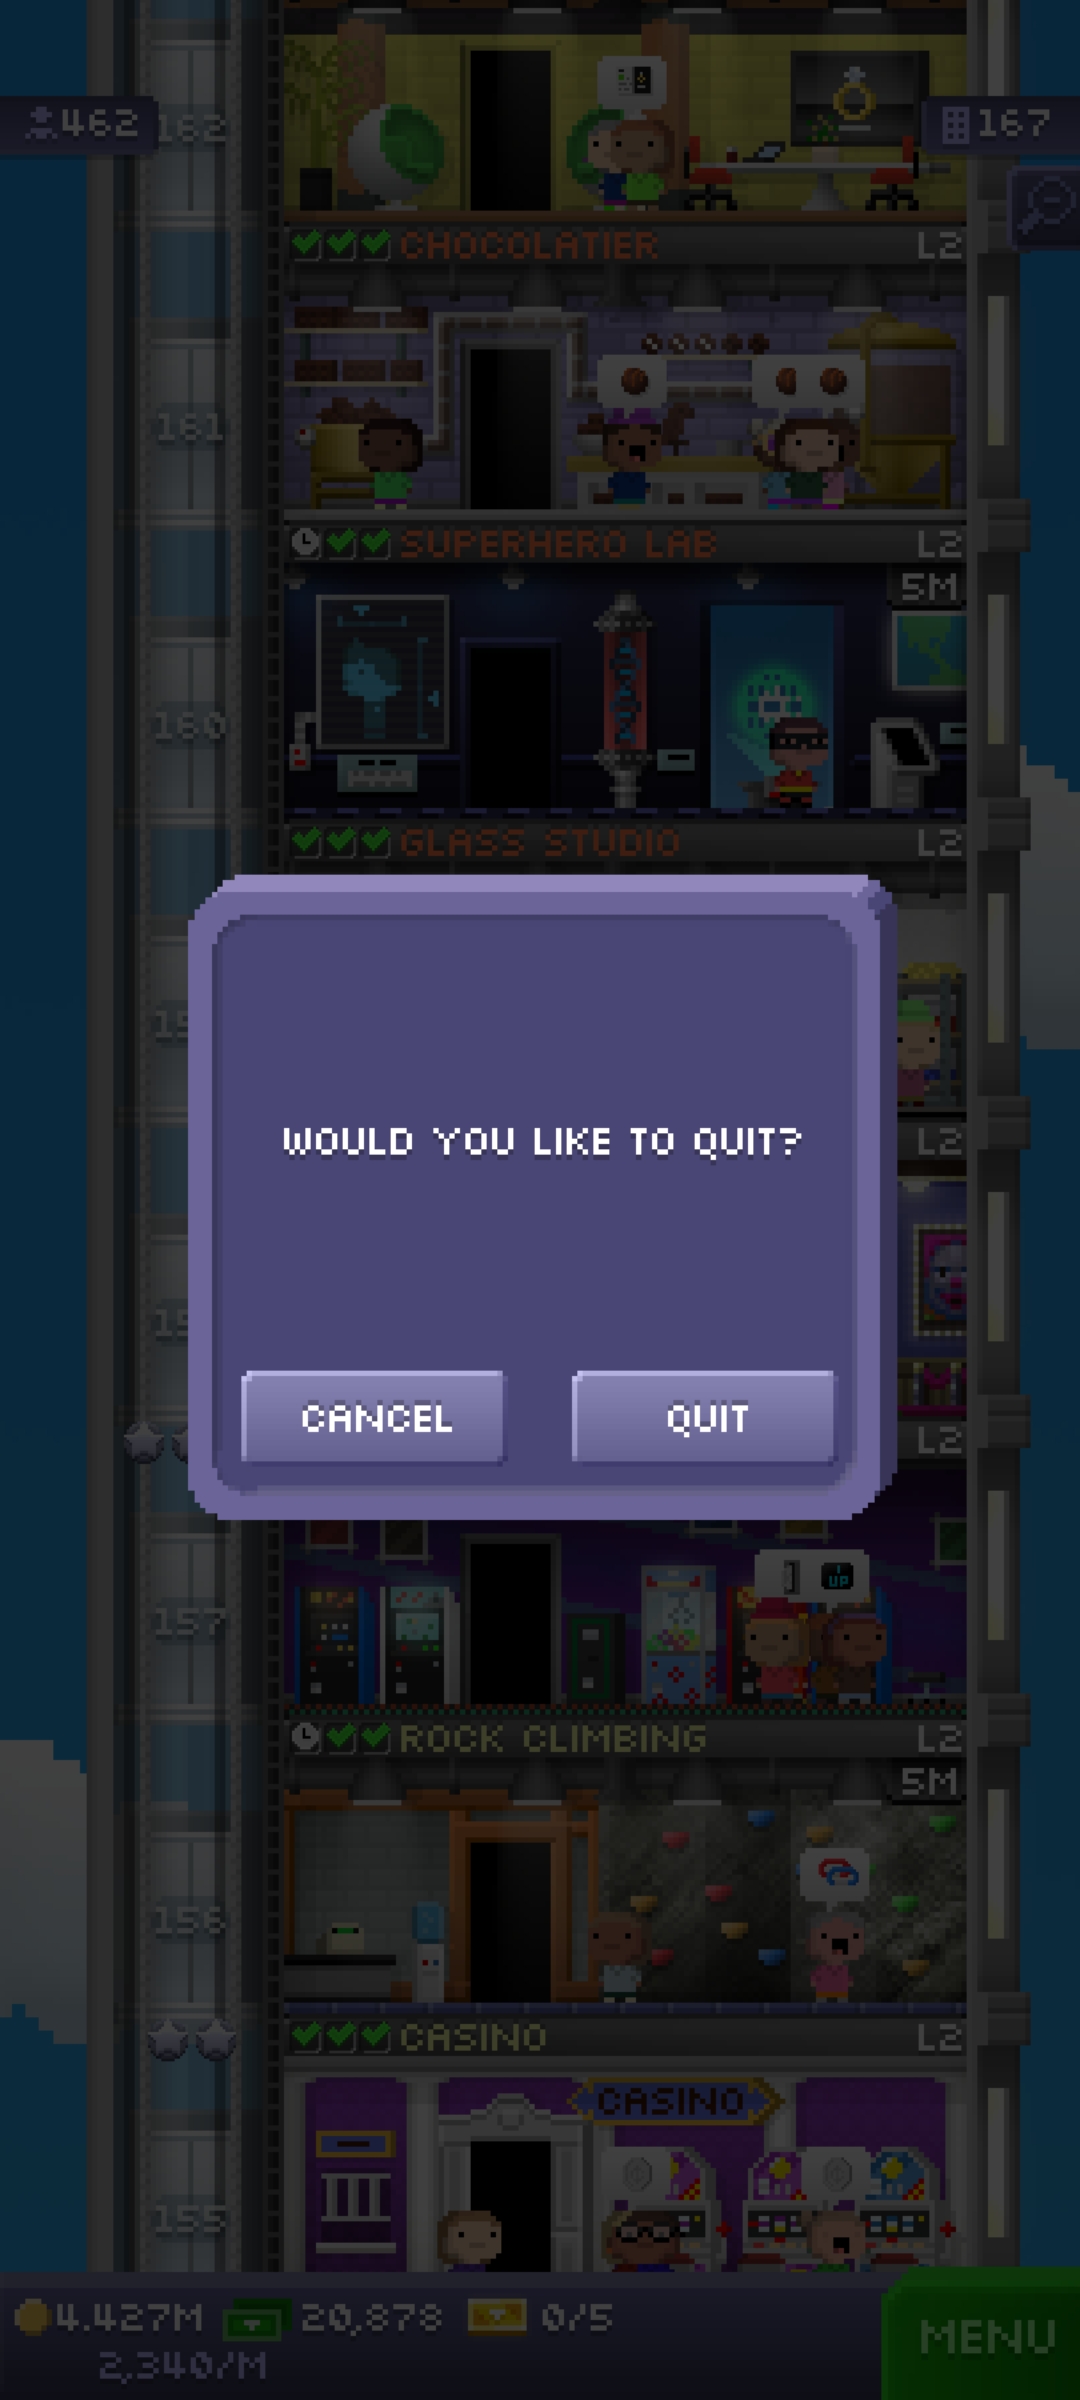 462
162
167
CHOCOLATIER L2
161
SUPERHERO LAB L2
5M
160
GLASS STUDIO L2
L2
WOULD YOU LIKE TO QUIT?
CANCEL QUIT
L2
UP
157
ROCK CLIMBING L2
5M
156
CASINO L2
CASINO
155
4.427M 20,878 0/5
2,340/M
MENU